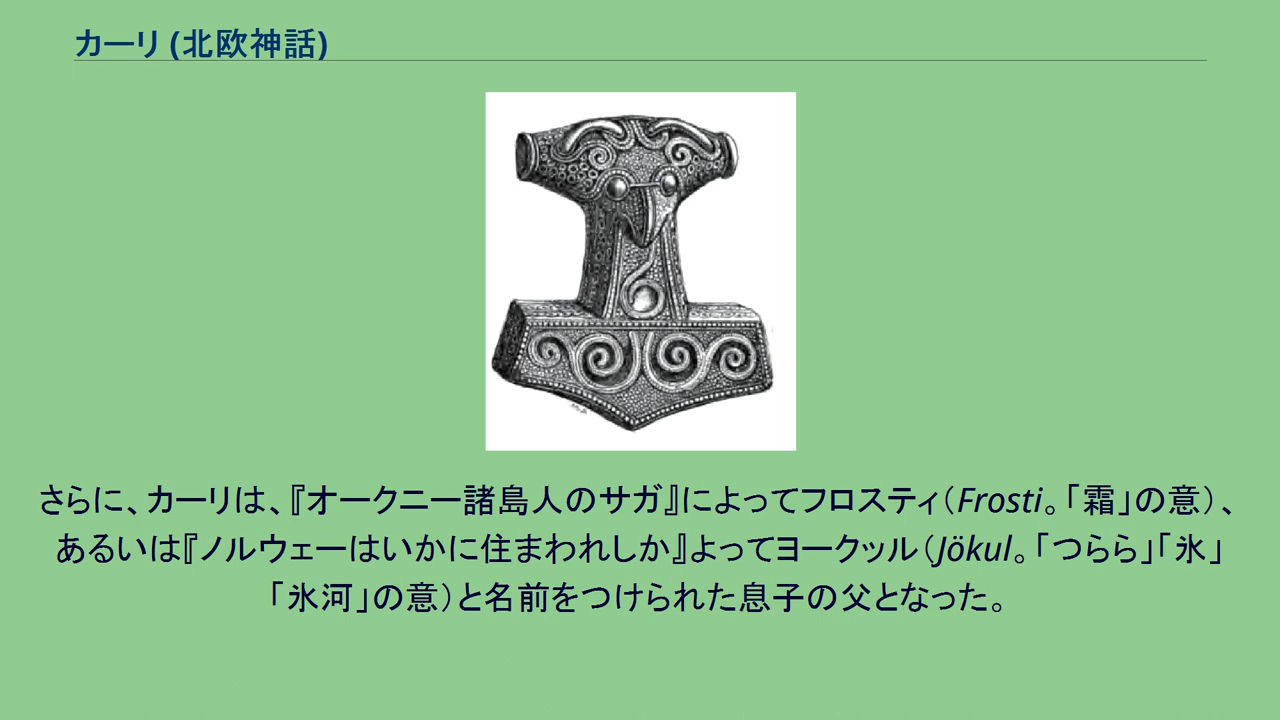 カーリ (北欧神話)
さらに、カーリは、『オークニー諸島人のサガ』によってフロスティ（Frosti。「霜」の意）、
あるいは『ノルウェーはいかに住まわれしか』よってヨークッル（Jökul。「つらら」「氷」
「氷河」の意）と名前をつけられた息子の父となった。